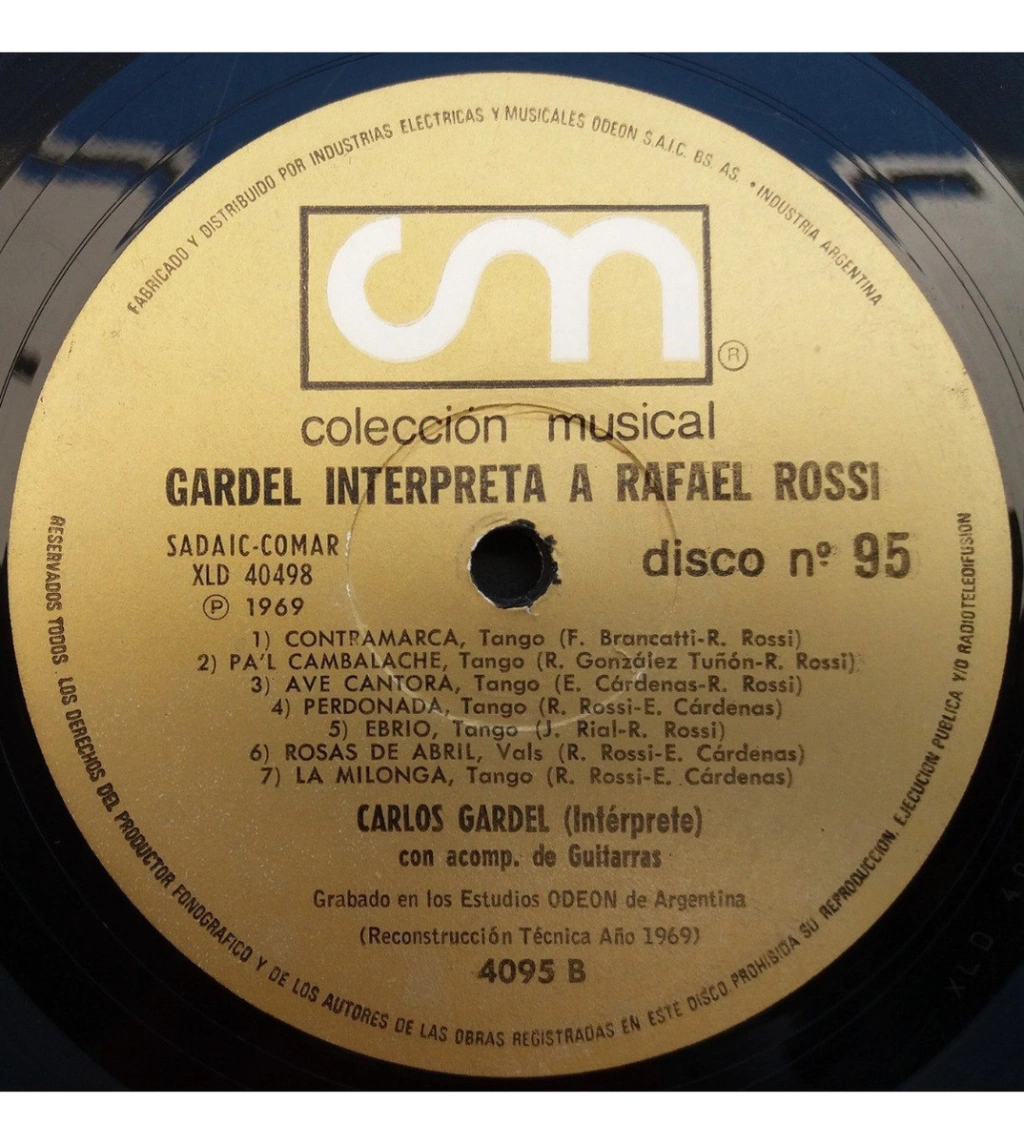 FABRICADO Y DISTRIBUIDO POR INDUSTRIAS ELECTRICAS Y MUSICALES ODEON S.A.I.C. BS. AS. • INDUSTRIA ARGENTINA
cm
®
colección musical
GARDEL INTERPRETA A RAFAEL ROSSI
SADAIC-COMAR
XLD 40498
℗ 1969
disco nº 95
1) CONTRAMARCA, Tango (F. Brancatti-R. Rossi)
2) PA'L CAMBALACHE, Tango (R. González Tuñón-R. Rossi)
3) AVE CANTORA, Tango (E. Cárdenas-R. Rossi)
4) PERDONADA, Tango (R. Rossi-E. Cárdenas)
5) EBRIO, Tango (J. Rial-R. Rossi)
6) ROSAS DE ABRIL, Vals (R. Rossi-E. Cárdenas)
7) LA MILONGA, Tango (R. Rossi-E. Cárdenas)
CARLOS GARDEL (Intérprete)
con acomp. de Guitarras
Grabado en los Estudios ODEON de Argentina
(Reconstrucción Técnica Año 1969)
4095 B
RESERVADOS TODOS LOS DERECHOS DEL PRODUCTOR FONOGRAFICO Y DE LOS AUTORES DE LAS OBRAS REGISTRADAS EN ESTE DISCO. PROHIBIDA SU REPRODUCCION, EJECUCION PUBLICA Y/O RADIOTELEDIFUSION
XLD 40